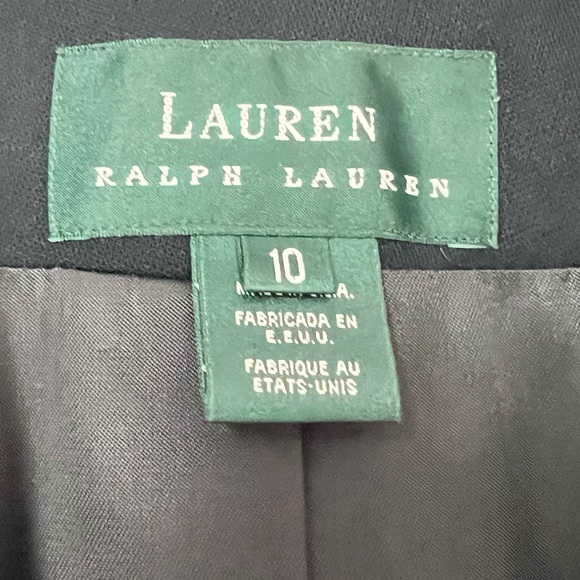 LAUREN
RALPH LAUREN
10
FABRICADA EN
E.E.U.U.
FABRIQUE AU
ETATS-UNIS